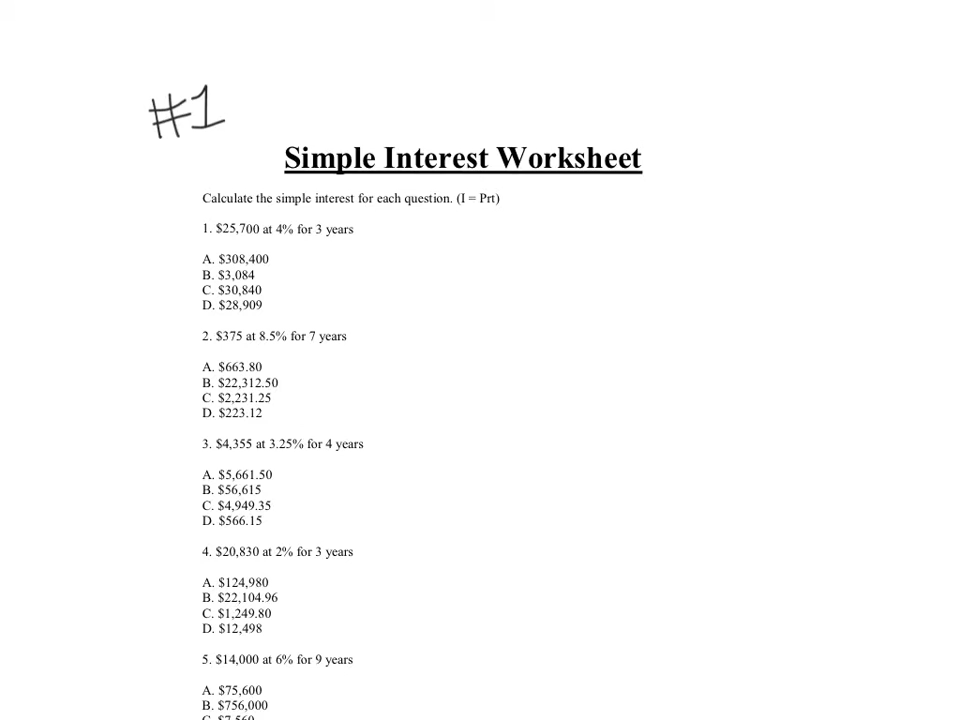 #1
Simple Interest Worksheet
Calculate the simple interest for each question. (I = Prt)
1. $25,700 at 4% for 3 years
A. $308,400
B. $3,084
C. $30,840
D. $28,909
2. $375 at 8.5% for 7 years
A. $663.80
B. $22,312.50
C. $2,231.25
D. $223.12
3. $4,355 at 3.25% for 4 years
A. $5,661.50
B. $56,615
C. $4,949.35
D. $566.15
4. $20,830 at 2% for 3 years
A. $124,980
B. $22,104.96
C. $1,249.80
D. $12,498
5. $14,000 at 6% for 9 years
A. $75,600
B. $756,000
C. $7,560